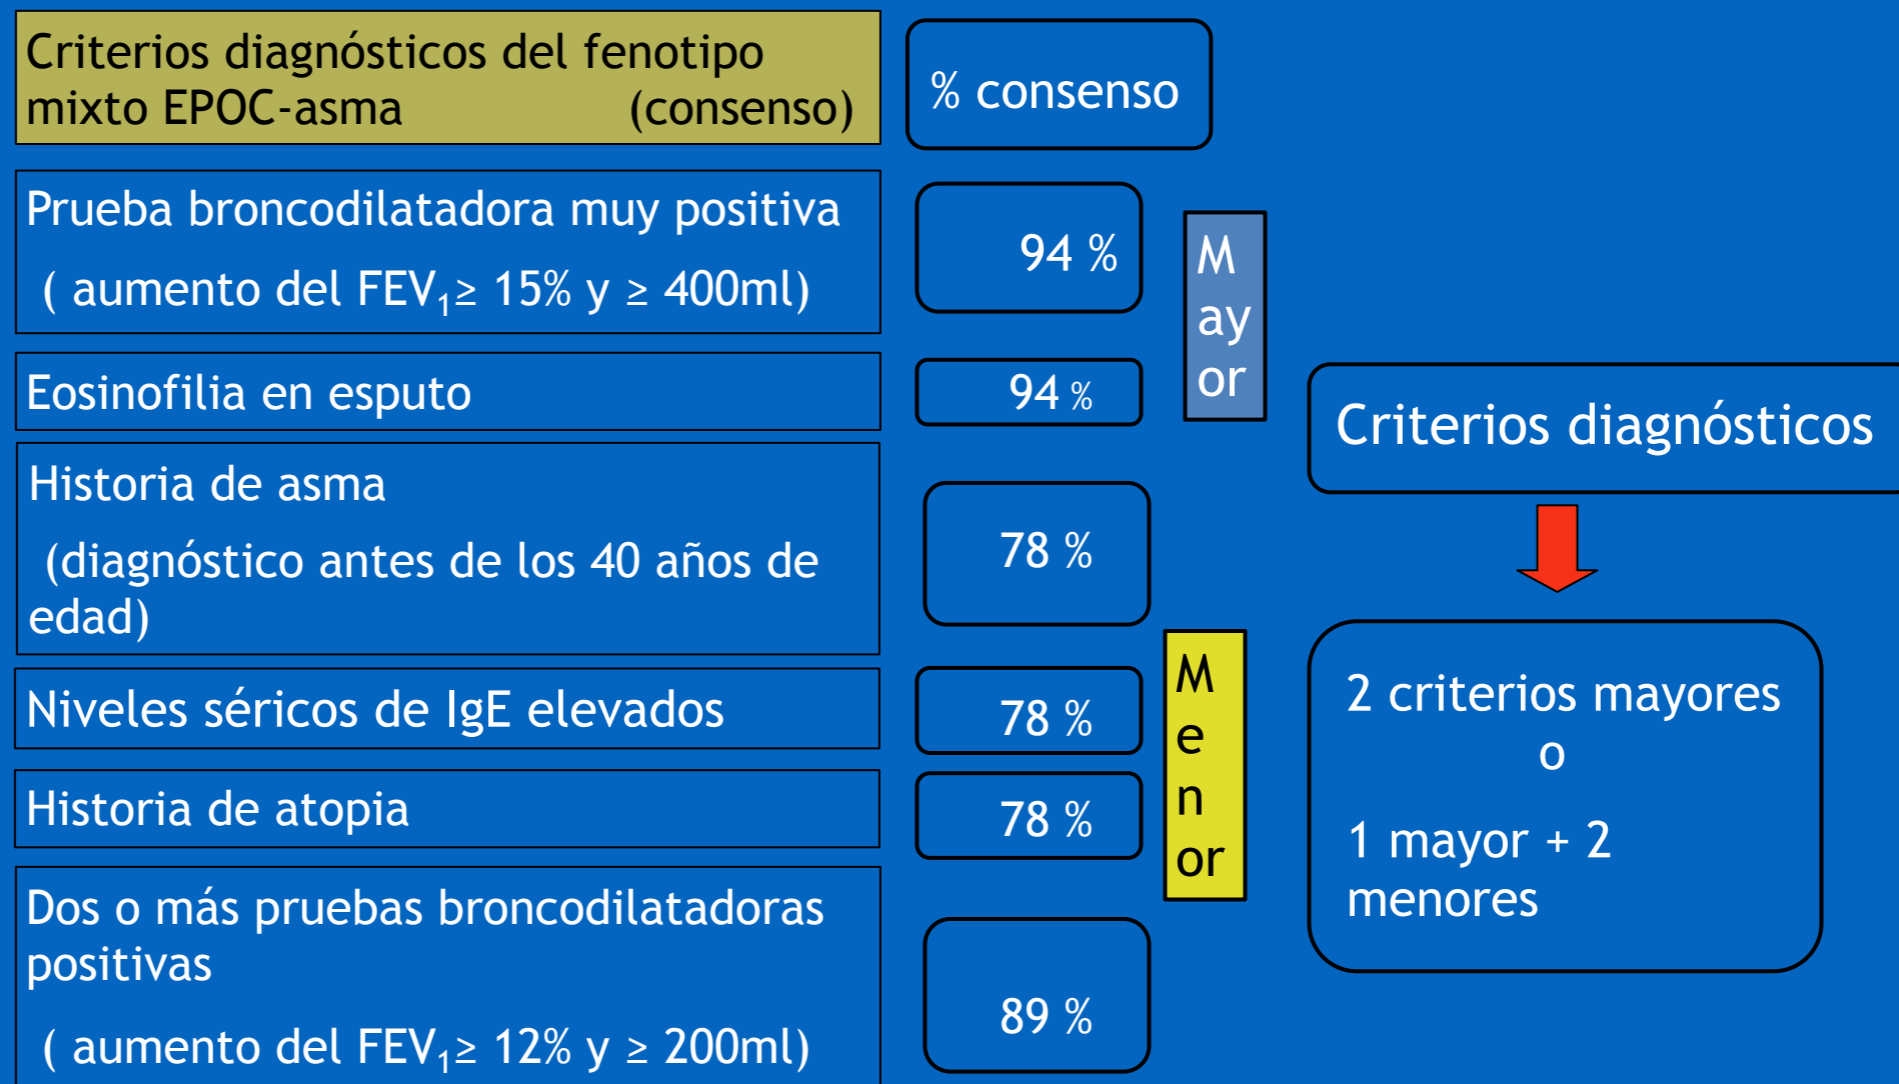 Criterios diagnósticos del fenotipo
mixto EPOC-asma (consenso)
% consenso
Prueba broncodilatadora muy positiva
( aumento del FEV₁≥ 15% y ≥ 400ml)
94 %
Eosinofilia en esputo
94 %
M
ay
or
Historia de asma
(diagnóstico antes de los 40 años de
edad)
78 %
Niveles séricos de IgE elevados
78 %
Historia de atopia
78 %
Dos o más pruebas broncodilatadoras
positivas
( aumento del FEV₁≥ 12% y ≥ 200ml)
89 %
M
e
n
or
Criterios diagnósticos
2 criterios mayores
o
1 mayor + 2
menores